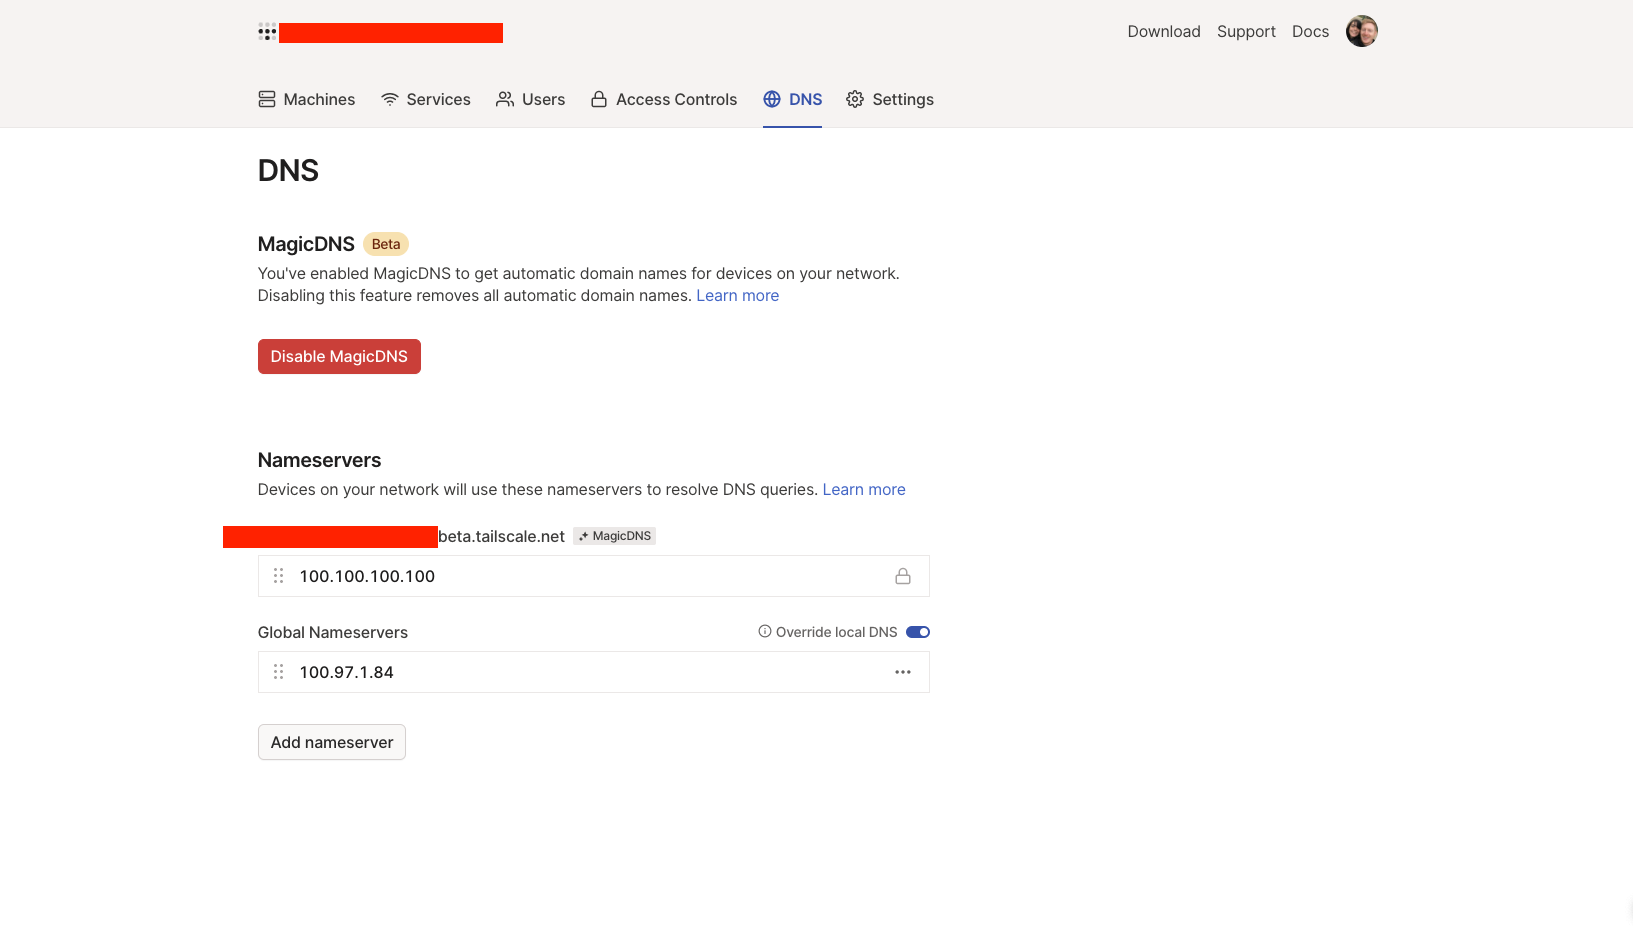 Download Support Docs
Machines Services Users Access Controls DNS Settings
DNS
MagicDNS Beta
You've enabled MagicDNS to get automatic domain names for devices on your network.
Disabling this feature removes all automatic domain names. Learn more
Disable MagicDNS
Nameservers
Devices on your network will use these nameservers to resolve DNS queries. Learn more
beta.tailscale.net MagicDNS
100.100.100.100
Global Nameservers Override local DNS
100.97.1.84
Add nameserver